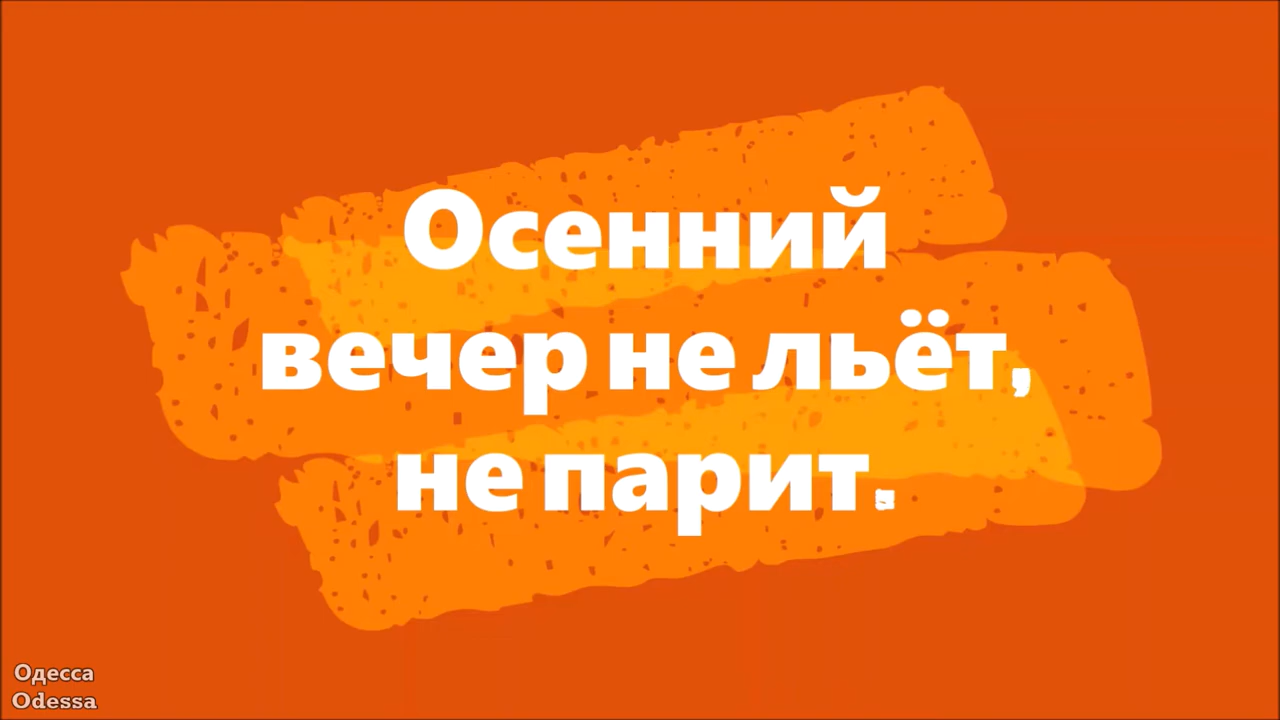 Осенний
вечер не льёт,
не парит.
Одесса
Odessa